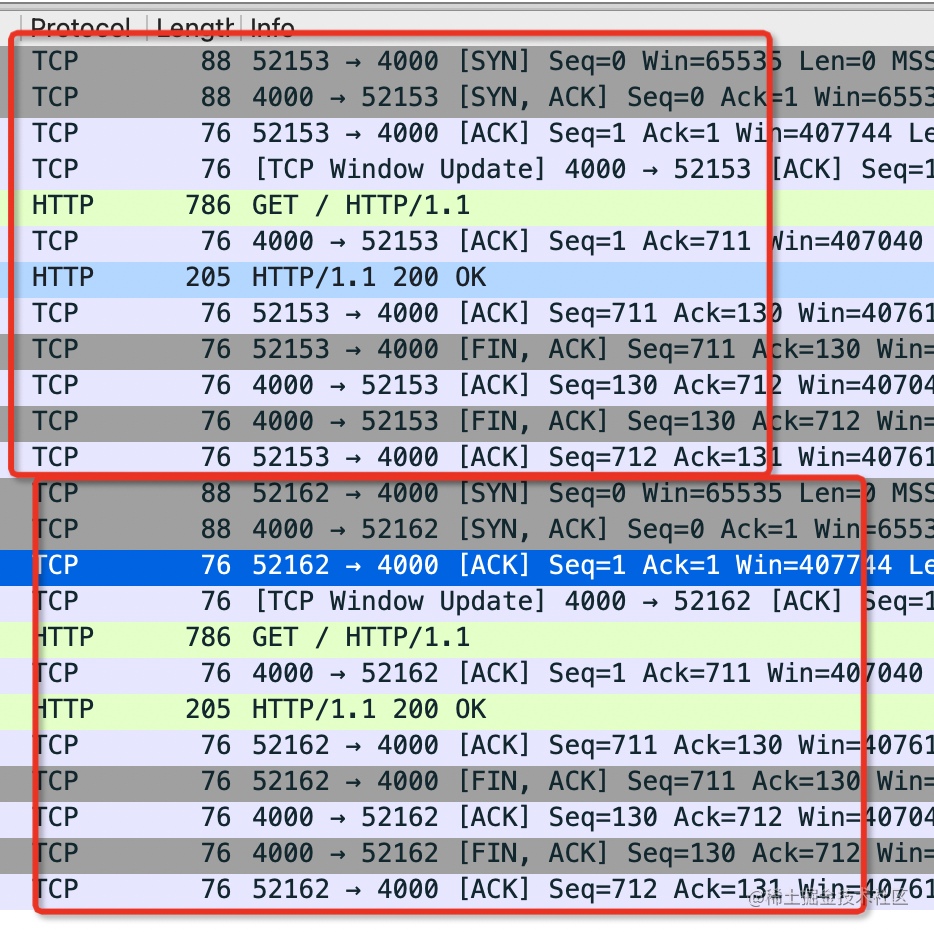 Protocol Length Info
TCP 88 52153 → 4000 [SYN] Seq=0 Win=65535 Len=0 MSS
TCP 88 4000 → 52153 [SYN, ACK] Seq=0 Ack=1 Win=6553
TCP 76 52153 → 4000 [ACK] Seq=1 Ack=1 Win=407744 Le
TCP 76 [TCP Window Update] 4000 → 52153 [ACK] Seq=1
HTTP 786 GET / HTTP/1.1
TCP 76 4000 → 52153 [ACK] Seq=1 Ack=711 Win=407040
HTTP 205 HTTP/1.1 200 OK
TCP 76 52153 → 4000 [ACK] Seq=711 Ack=130 Win=40761
TCP 76 52153 → 4000 [FIN, ACK] Seq=711 Ack=130 Win=
TCP 76 4000 → 52153 [ACK] Seq=130 Ack=712 Win=40704
TCP 76 4000 → 52153 [FIN, ACK] Seq=130 Ack=712 Win=
TCP 76 52153 → 4000 [ACK] Seq=712 Ack=131 Win=40761
TCP 88 52162 → 4000 [SYN] Seq=0 Win=65535 Len=0 MSS
TCP 88 4000 → 52162 [SYN, ACK] Seq=0 Ack=1 Win=6553
TCP 76 52162 → 4000 [ACK] Seq=1 Ack=1 Win=407744 Le
TCP 76 [TCP Window Update] 4000 → 52162 [ACK] Seq=1
HTTP 786 GET / HTTP/1.1
TCP 76 4000 → 52162 [ACK] Seq=1 Ack=711 Win=407040
HTTP 205 HTTP/1.1 200 OK
TCP 76 52162 → 4000 [ACK] Seq=711 Ack=130 Win=40761
TCP 76 52162 → 4000 [FIN, ACK] Seq=711 Ack=130 Win=
TCP 76 4000 → 52162 [ACK] Seq=130 Ack=712 Win=40704
TCP 76 4000 → 52162 [FIN, ACK] Seq=130 Ack=712 Win=
TCP 76 52162 → 4000 [ACK] Seq=712 Ack=131 Win=40761
@稀土掘金技术社区